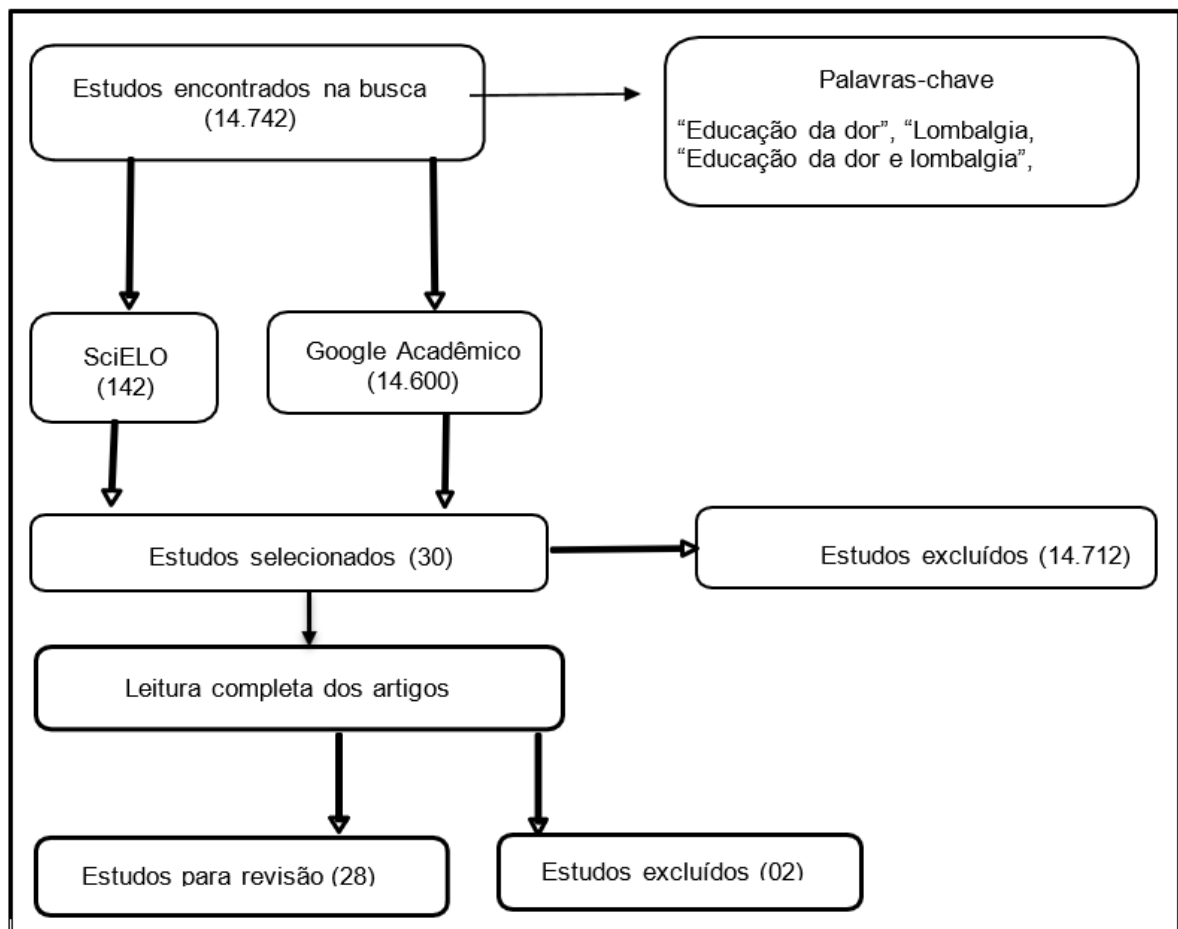 Estudos encontrados na busca
(14.742)
Palavras-chave
“Educação da dor”, “Lombalgia,
“Educação da dor e lombalgia”,
SciELO
(142)
Google Acadêmico
(14.600)
Estudos selecionados (30)
Estudos excluídos (14.712)
Leitura completa dos artigos
Estudos para revisão (28)
Estudos excluídos (02)